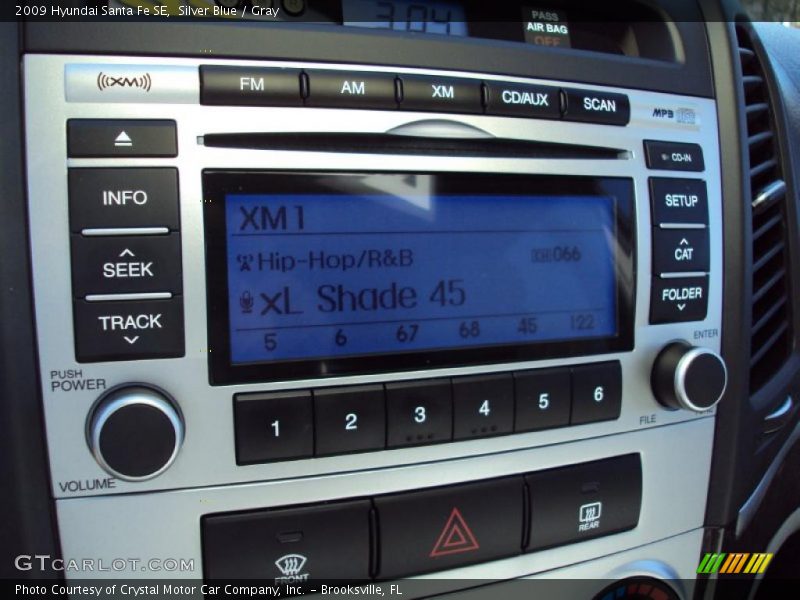 2009 Hyundai Santa Fe SE,  Silver Blue / Gray
3:04
PASS
AIR BAG
OFF
((XM))
FM AM XM CD/AUX SCAN
MP3
CD-IN
INFO
SETUP
XM1
SEEK
Hip-Hop/R&B CH 066
CAT
XL Shade 45
FOLDER
TRACK
5 6 67 68 45 122
PUSH
POWER
ENTER
1 2 3 4 5 6
FILE
VOLUME
REAR
FRONT
GTCARLOT.COM
Photo Courtesy of Crystal Motor Car Company, Inc. - Brooksville, FL